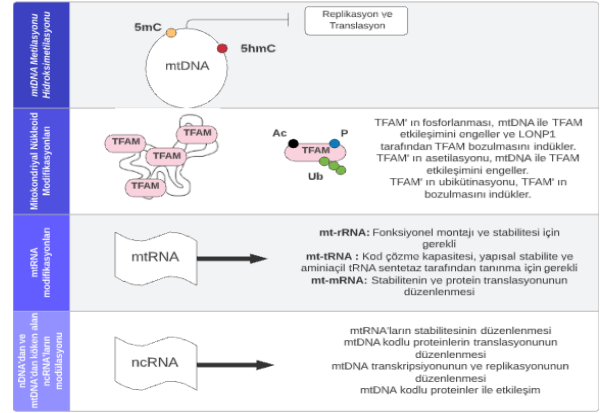 mtDNA Metilasyonu
Hidroksimetilasyonu
5mC
5hmC
mtDNA
Replikasyon ve
Translasyon
Mitokondriyal Nükleoid
Modifikasyonları
TFAM
TFAM
TFAM
TFAM
Ac
P
TFAM
Ub
TFAM' ın fosforlanması, mtDNA ile TFAM
etkileşimini engeller ve LONP1
tarafından TFAM bozulmasını indükler.
TFAM' ın asetilasyonu, mtDNA ile TFAM
etkileşimini engeller.
TFAM' ın ubikütinasyonu, TFAM' ın
bozulmasını indükler.
mtRNA
modifikasyonları
mtRNA
mt-rRNA: Fonksiyonel montajı ve stabilitesi için
gerekli
mt-tRNA : Kod çözme kapasitesi, yapısal stabilite ve
aminiaçil tRNA sentetaz tarafından tanınma için gerekli
mt-mRNA: Stabilitenin ve protein translasyonunun
düzenlenmesi
nDNA'dan ve
mtDNA'dan köken alan
ncRNA'ların
modülasyonu
ncRNA
mtRNA'ların stabilitesinin düzenlenmesi
mtDNA kodlu proteinlerin translasyonunun
düzenlenmesi
mtDNA transkripsiyonunun ve replikasyonunun
düzenlenmesi
mtDNA kodlu proteinler ile etkileşim